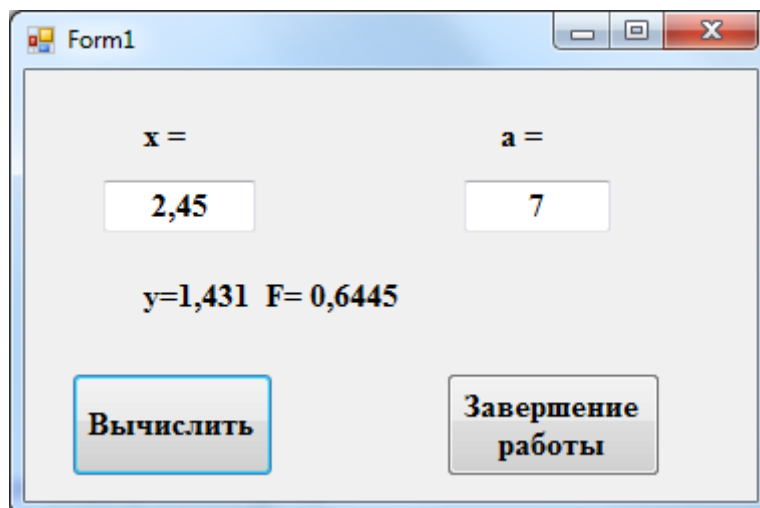 Form1
x =
a =
2,45
7
y=1,431 F= 0,6445
Вычислить
Завершение
работы